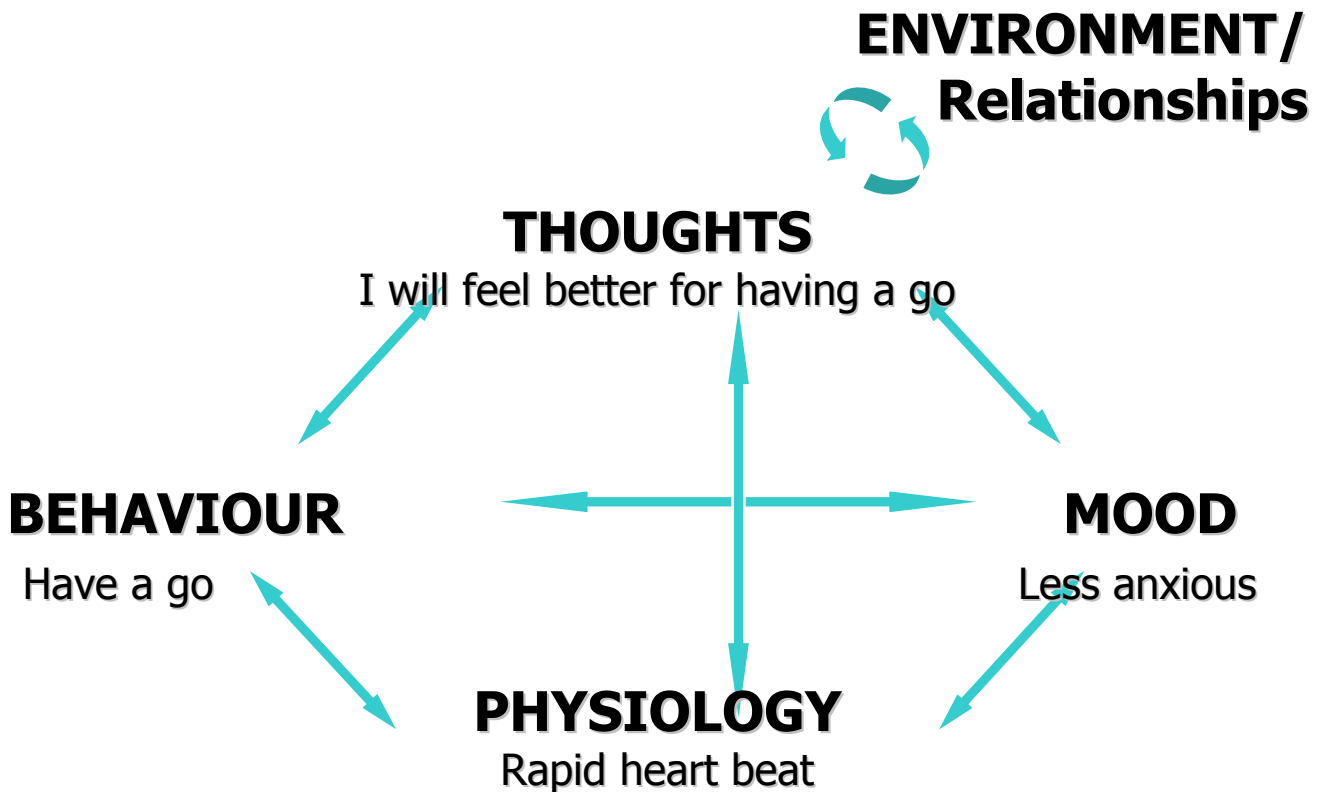 ENVIRONMENT/
Relationships
THOUGHTS
I will feel better for having a go
BEHAVIOUR
Have a go
MOOD
Less anxious
PHYSIOLOGY
Rapid heart beat